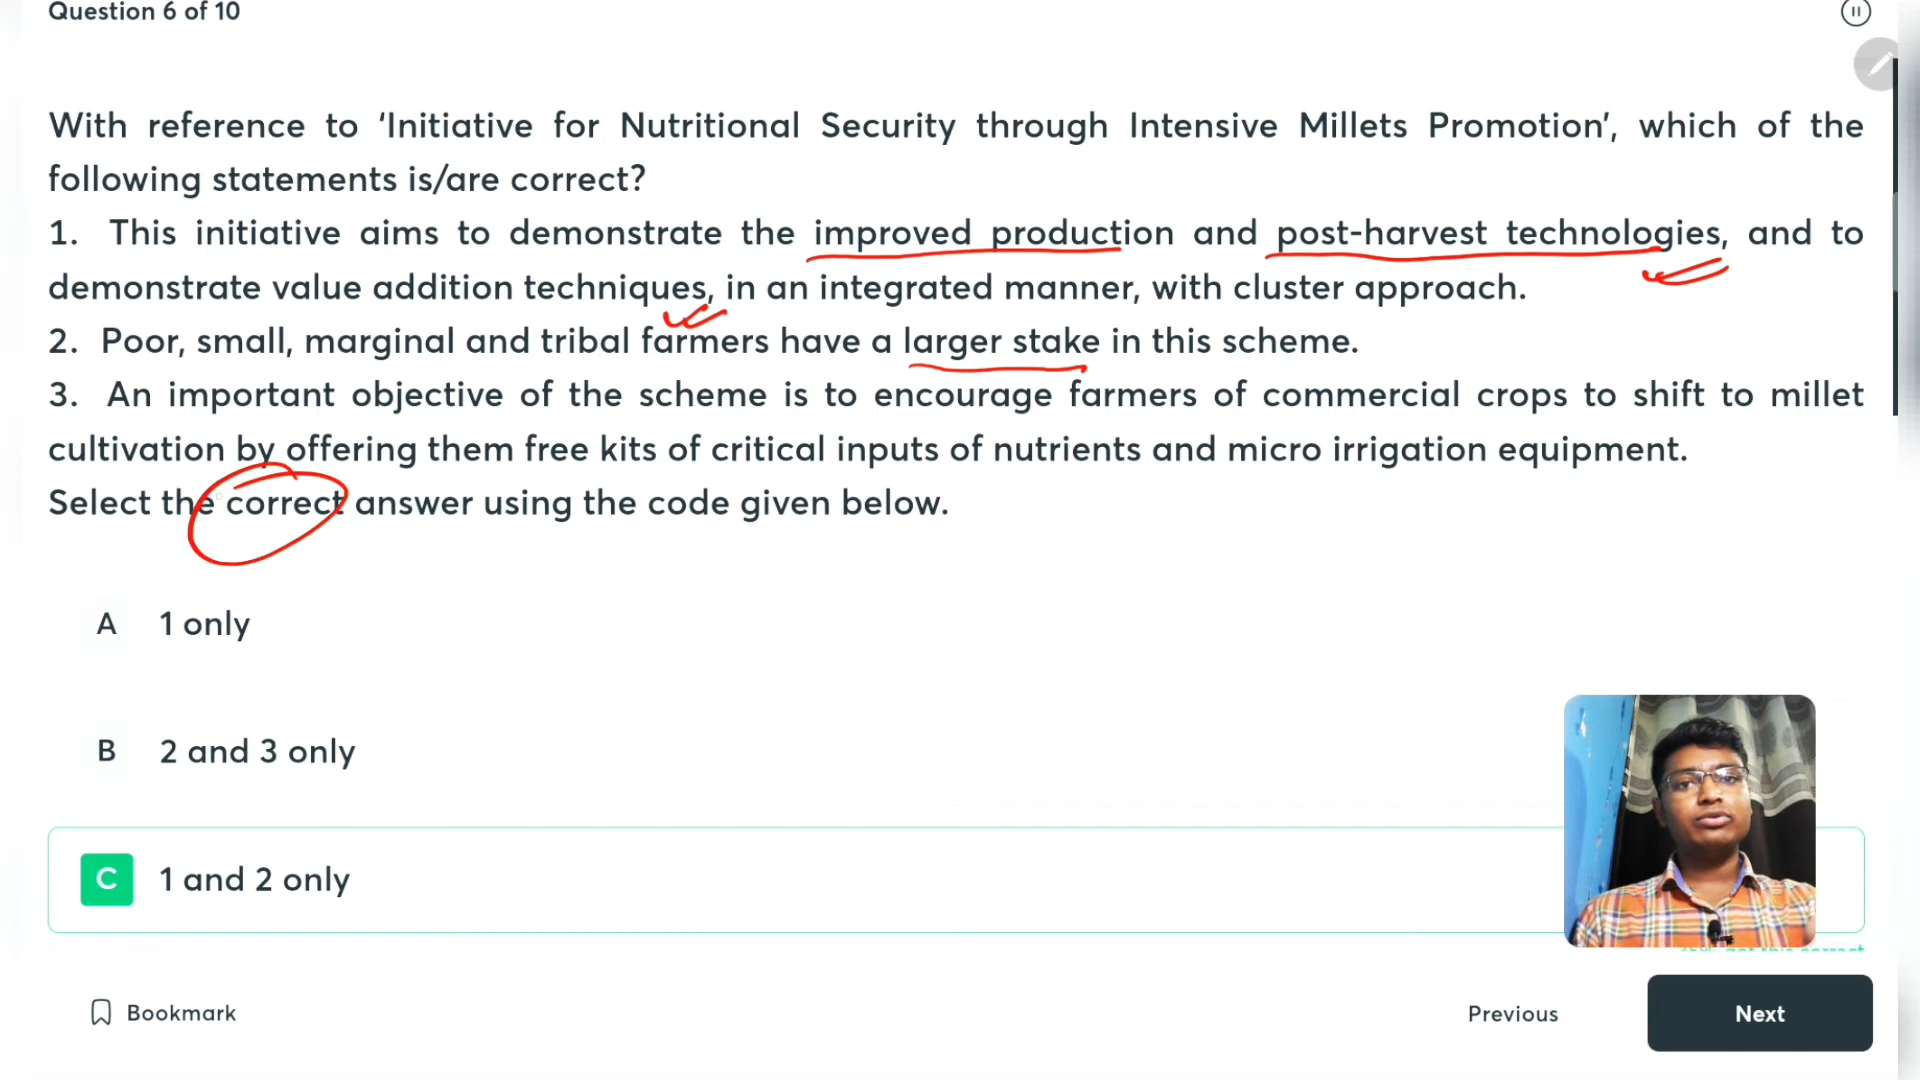 Question 6 of 10
With reference to ‘Initiative for Nutritional Security through Intensive Millets Promotion’, which of the
following statements is/are correct?
1. This initiative aims to demonstrate the improved production and post-harvest technologies, and to
demonstrate value addition techniques, in an integrated manner, with cluster approach.
2. Poor, small, marginal and tribal farmers have a larger stake in this scheme.
3. An important objective of the scheme is to encourage farmers of commercial crops to shift to millet
cultivation by offering them free kits of critical inputs of nutrients and micro irrigation equipment.
Select the correct answer using the code given below.
A 1 only
B 2 and 3 only
C 1 and 2 only
Bookmark
Previous
Next